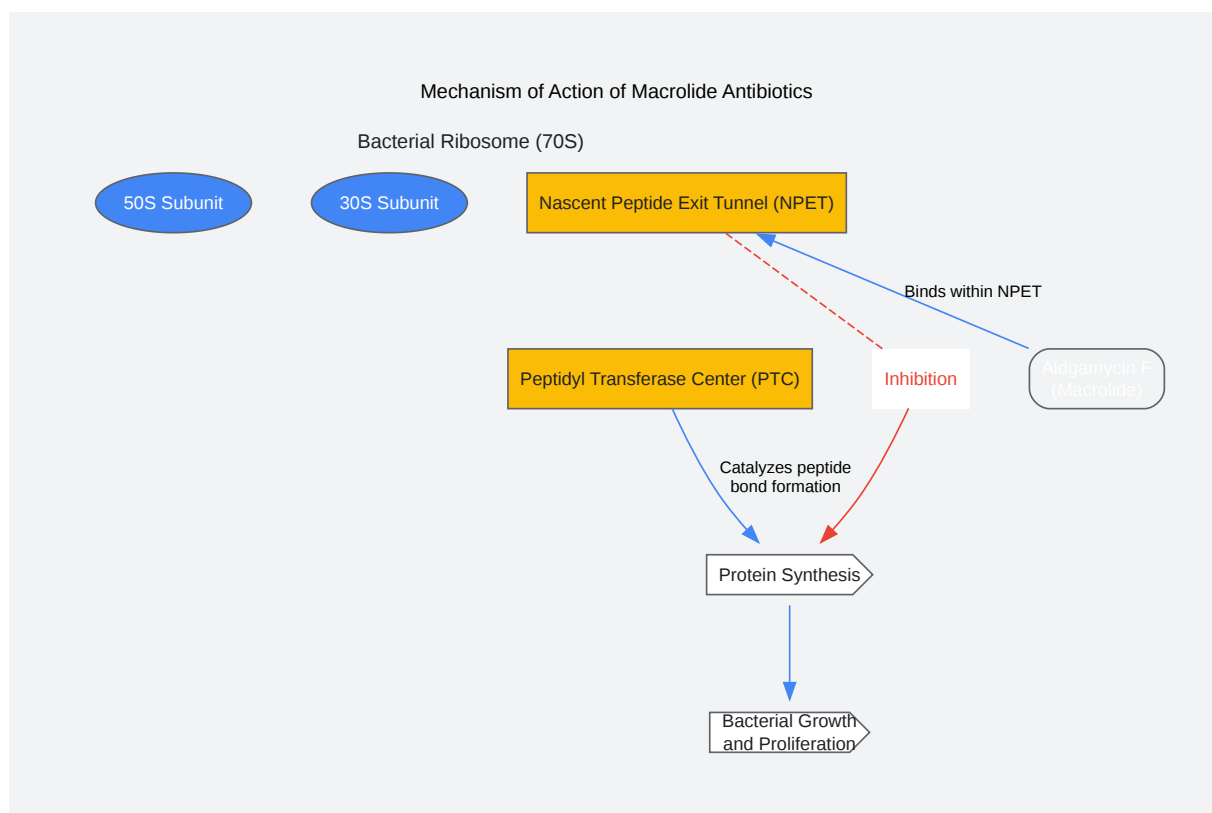 Mechanism of Action of Macrolide Antibiotics
Bacterial Ribosome (70S)
50S Subunit
30S Subunit
Nascent Peptide Exit Tunnel (NPET)
Binds within NPET
Peptidyl Transferase Center (PTC)
Inhibition
Aldgamycin F
(Macrolide)
Catalyzes peptide
bond formation
Protein Synthesis
Bacterial Growth
and Proliferation